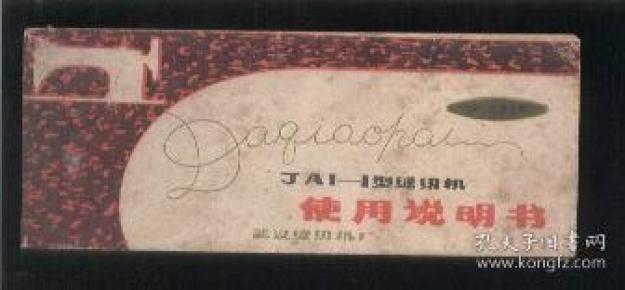 Daqiaopai
JA1—1型缝纫机
使用说明书
武汉缝纫机厂
孔夫子旧书网
www.kongfz.com